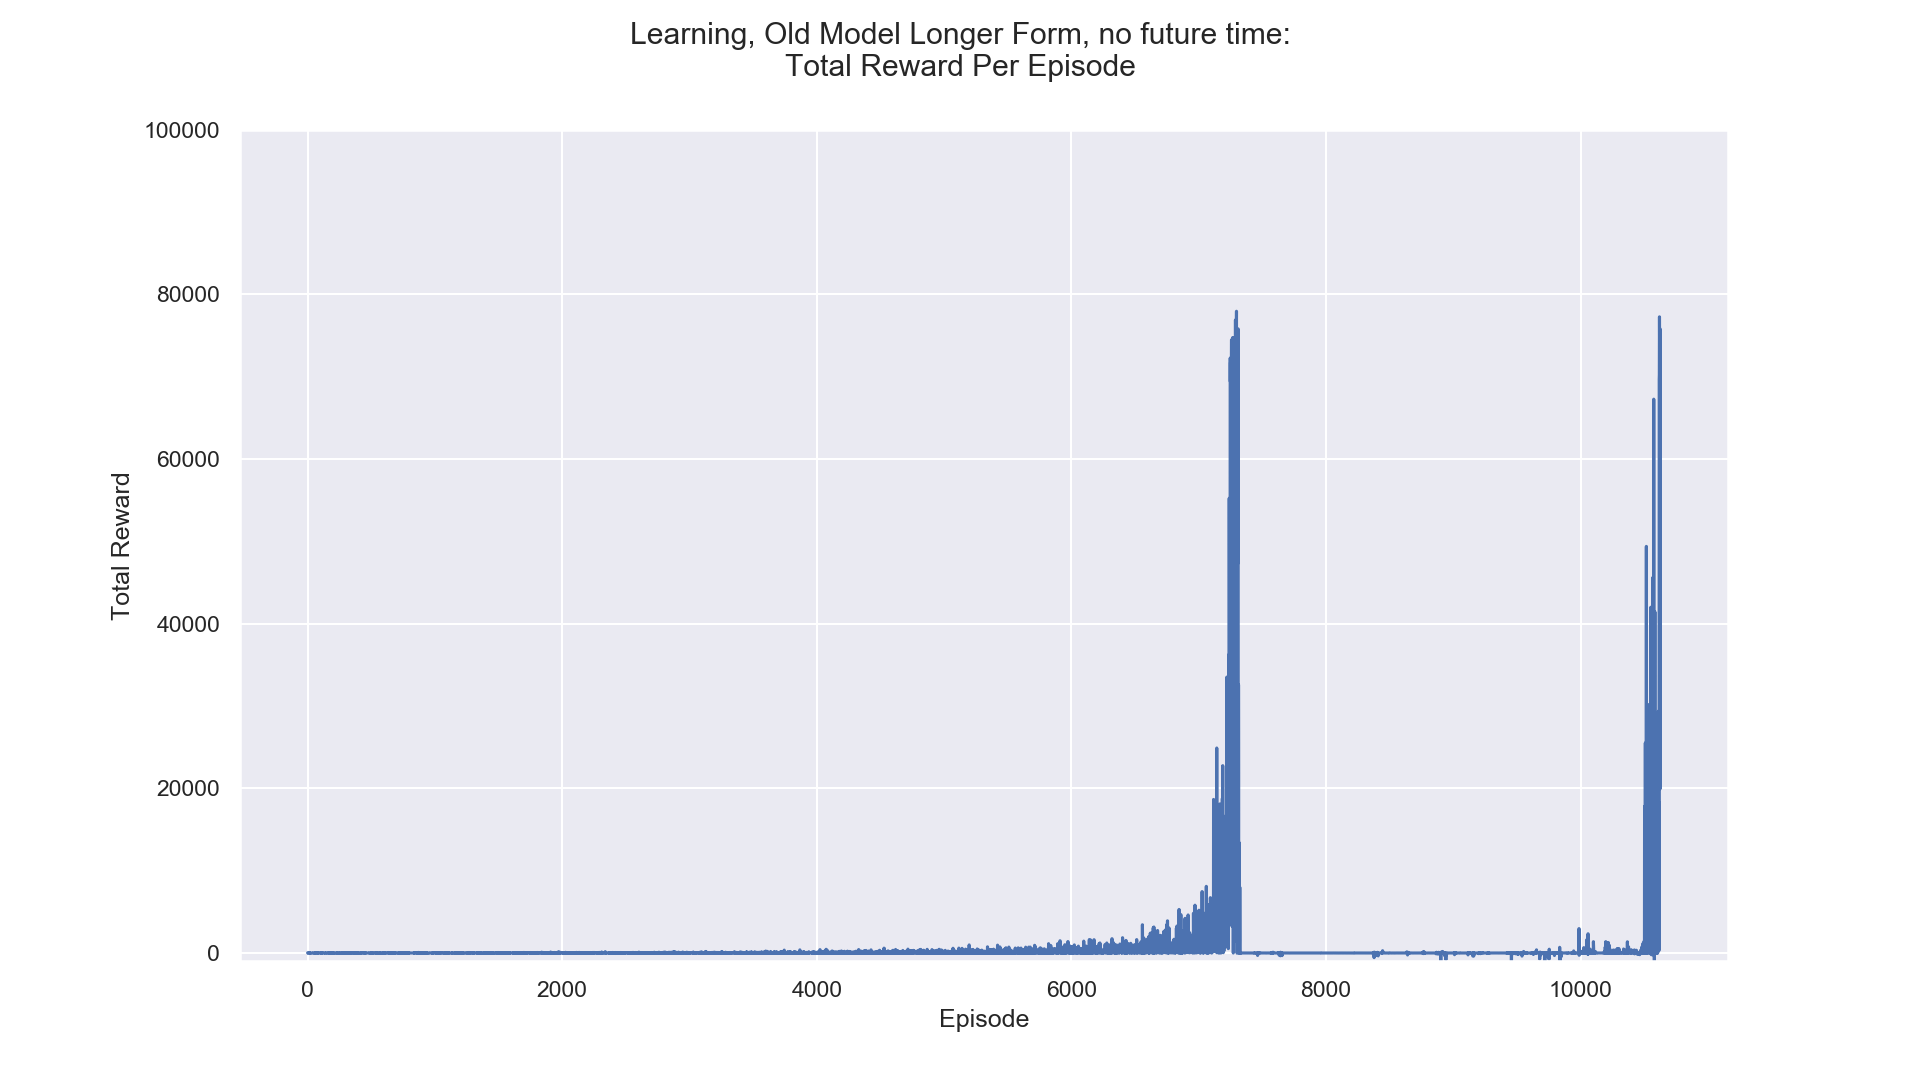 Learning, Old Model Longer Form, no future time:
Total Reward Per Episode
100000
80000
60000
40000
20000
0
Total Reward
0 2000 4000 6000 8000 10000
Episode